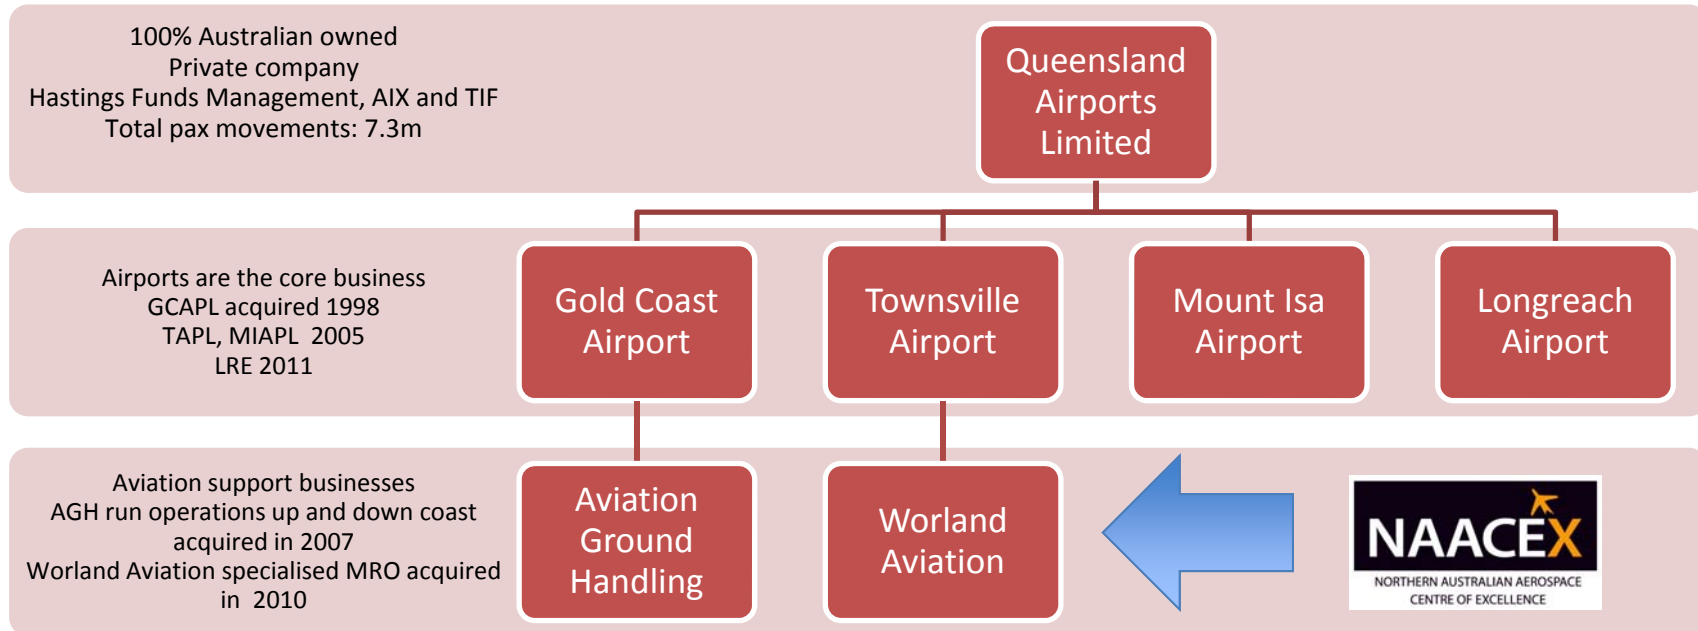 100% Australian owned
Private company
Hastings Funds Management, AIX and TIF
Total pax movements: 7.3m
Queensland
Airports
Limited
Airports are the core business
GCAPL acquired 1998
TAPL, MIAPL  2005
LRE 2011
Gold Coast
Airport
Townsville
Airport
Mount Isa
Airport
Longreach
Airport
Aviation support businesses
AGH run operations up and down coast
acquired in 2007
Worland Aviation specialised MRO acquired
in  2010
Aviation
Ground
Handling
Worland
Aviation
NAACEX
NORTHERN AUSTRALIAN AEROSPACE
CENTRE OF EXCELLENCE